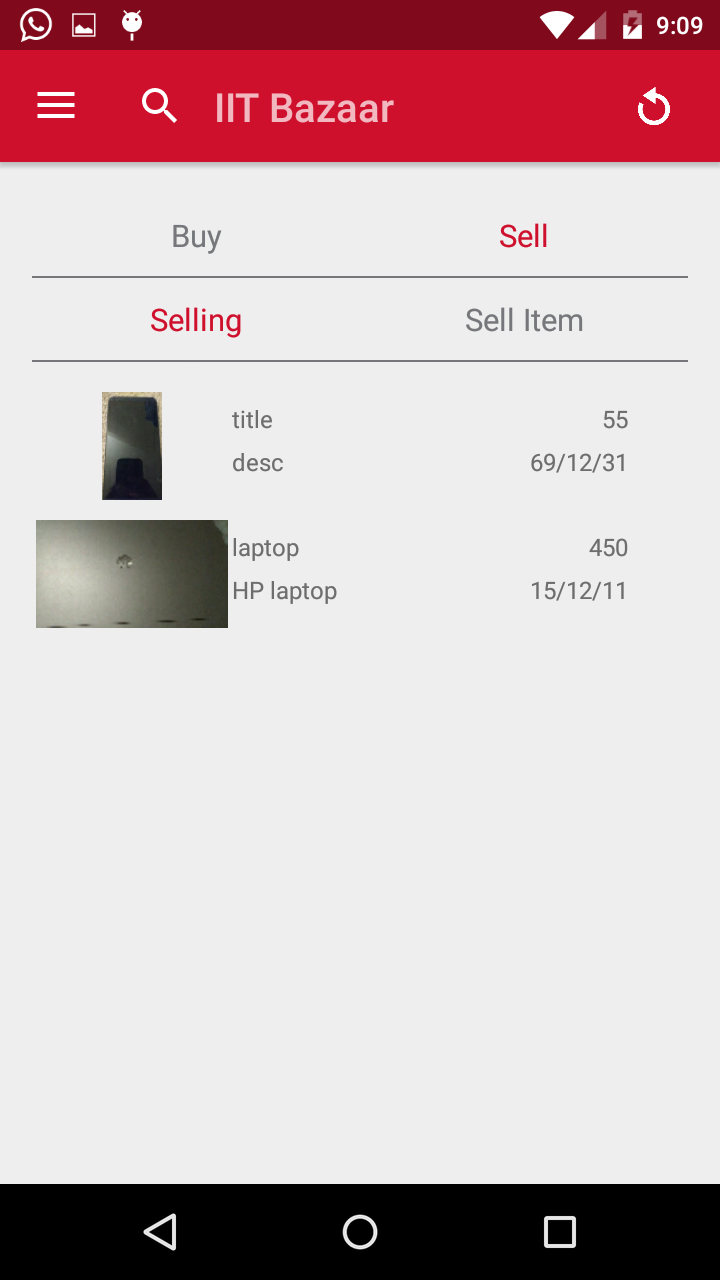 9:09
IIT Bazaar
Buy Sell
Selling Sell Item
title 55
desc 69/12/31
laptop 450
HP laptop 15/12/11